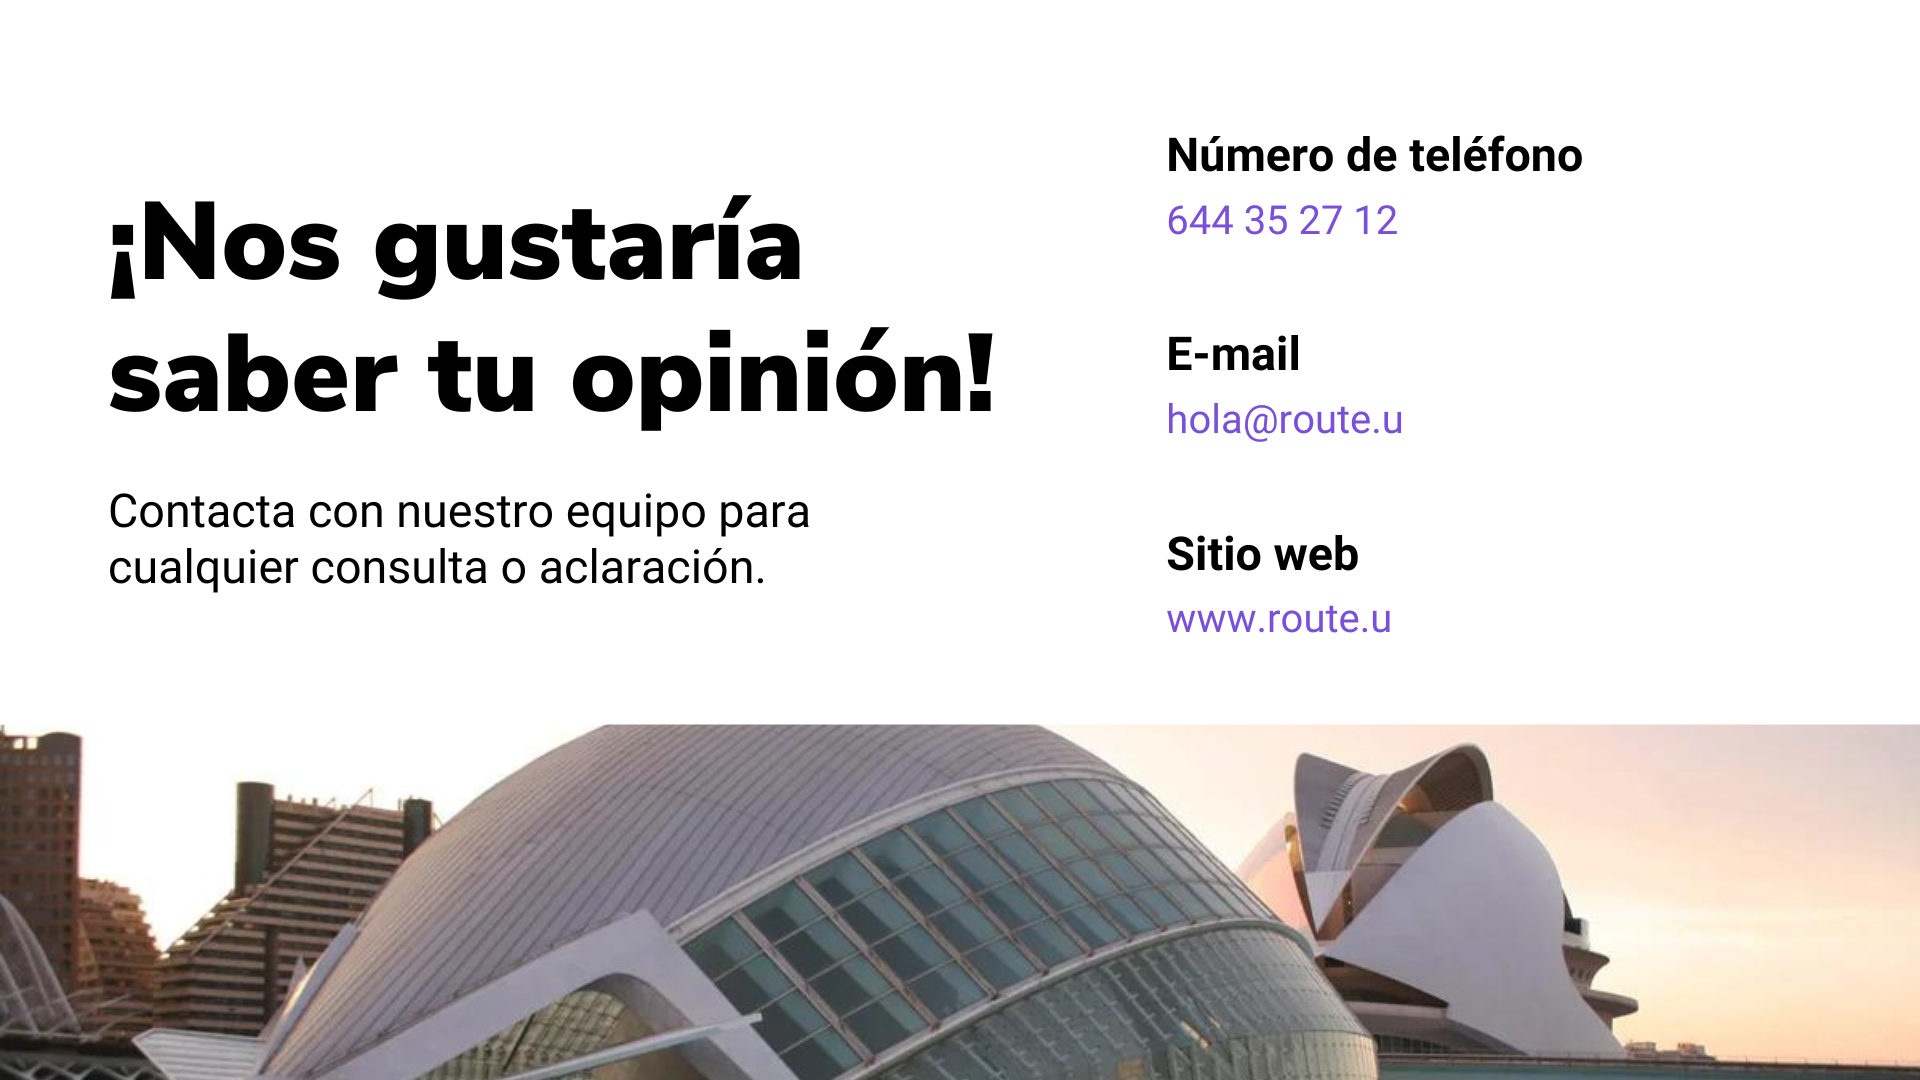 ¡Nos gustaría
saber tu opinión!
Contacta con nuestro equipo para
cualquier consulta o aclaración.
Número de teléfono
644 35 27 12
E-mail
hola@route.u
Sitio web
www.route.u